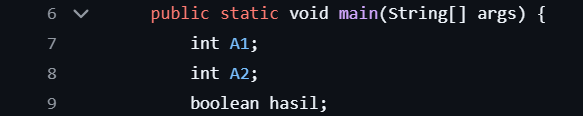 6 public static void main(String[] args) {
7 int A1;
8 int A2;
9 boolean hasil;